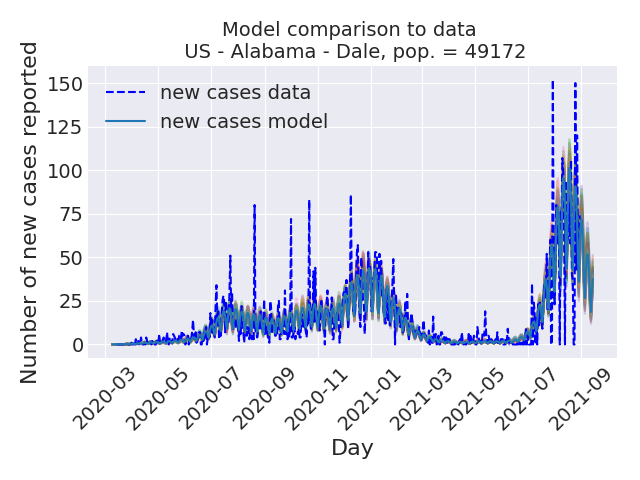 Model comparison to data
US - Alabama - Dale, pop. = 49172
Number of new cases reported
150
125
100
75
50
25
0
new cases data
new cases model
2020-03
2020-05
2020-07
2020-09
2020-11
2021-01
2021-03
2021-05
2021-07
2021-09
Day